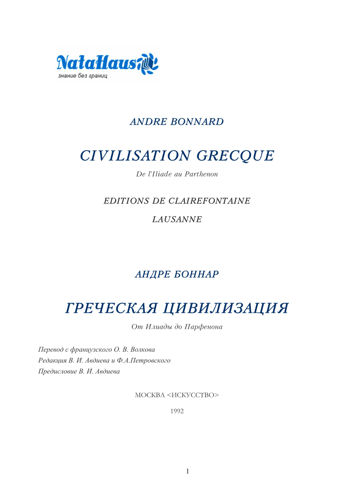 NataHaus
знание без границ
ANDRE BONNARD
CIVILISATION GRECQUE
De l'Iliade au Parthenon
EDITIONS DE CLAIREFONTAINE
LAUSANNE
АНДРЕ БОННАР
ГРЕЧЕСКАЯ ЦИВИЛИЗАЦИЯ
От Илиады до Парфенона
Перевод с французского О. В. Волкова
Редакция В. И. Авдиева и Ф.А.Петровского
Предисловие В. И. Авдиева
МОСКВА <ИСКУССТВО>
1992
1